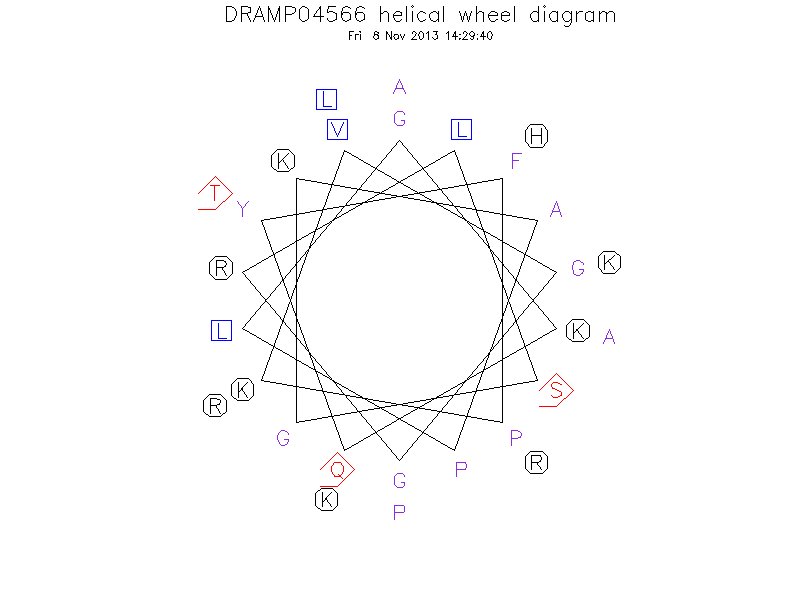 DRAMP04566 helical wheel diagram
Fri 8 Nov 2013 14:29:40
A
L
G
V
L
H
K
F
T
Y
A
R
G
K
L
K
A
R
K
S
G
P
Q
P
R
G
K
P